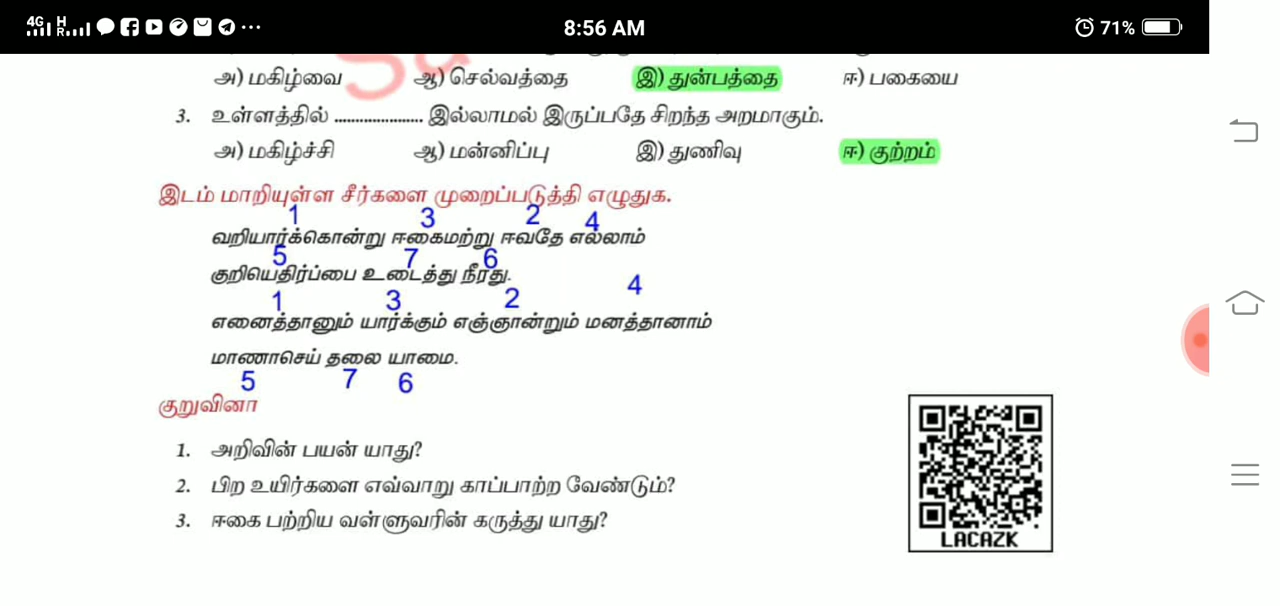 4G H R 8:56 AM 71%
அ) மகிழ்வை ஆ) செல்வத்தை இ) துன்பத்தை ஈ) பகையை
3. உள்ளத்தில் ..................... இல்லாமல் இருப்பதே சிறந்த அறமாகும்.
அ) மகிழ்ச்சி ஆ) மன்னிப்பு இ) துணிவு ஈ) குற்றம்
இடம் மாறியுள்ள சீர்களை முறைப்படுத்தி எழுதுக.
1 3 2 4
வறியார்க்கொன்று ஈகைமற்று ஈவதே எல்லாம்
5 7 6
குறியெதிர்ப்பை உடைத்து நீரது.
1 3 2 4
எனைத்தானும் யார்க்கும் எஞ்ஞான்றும் மனத்தானாம்
மாணாசெய் தலை யாமை.
5 7 6
குறுவினா
1. அறிவின் பயன் யாது?
2. பிற உயிர்களை எவ்வாறு காப்பாற்ற வேண்டும்?
3. ஈகை பற்றிய வள்ளுவரின் கருத்து யாது?
LACAZK